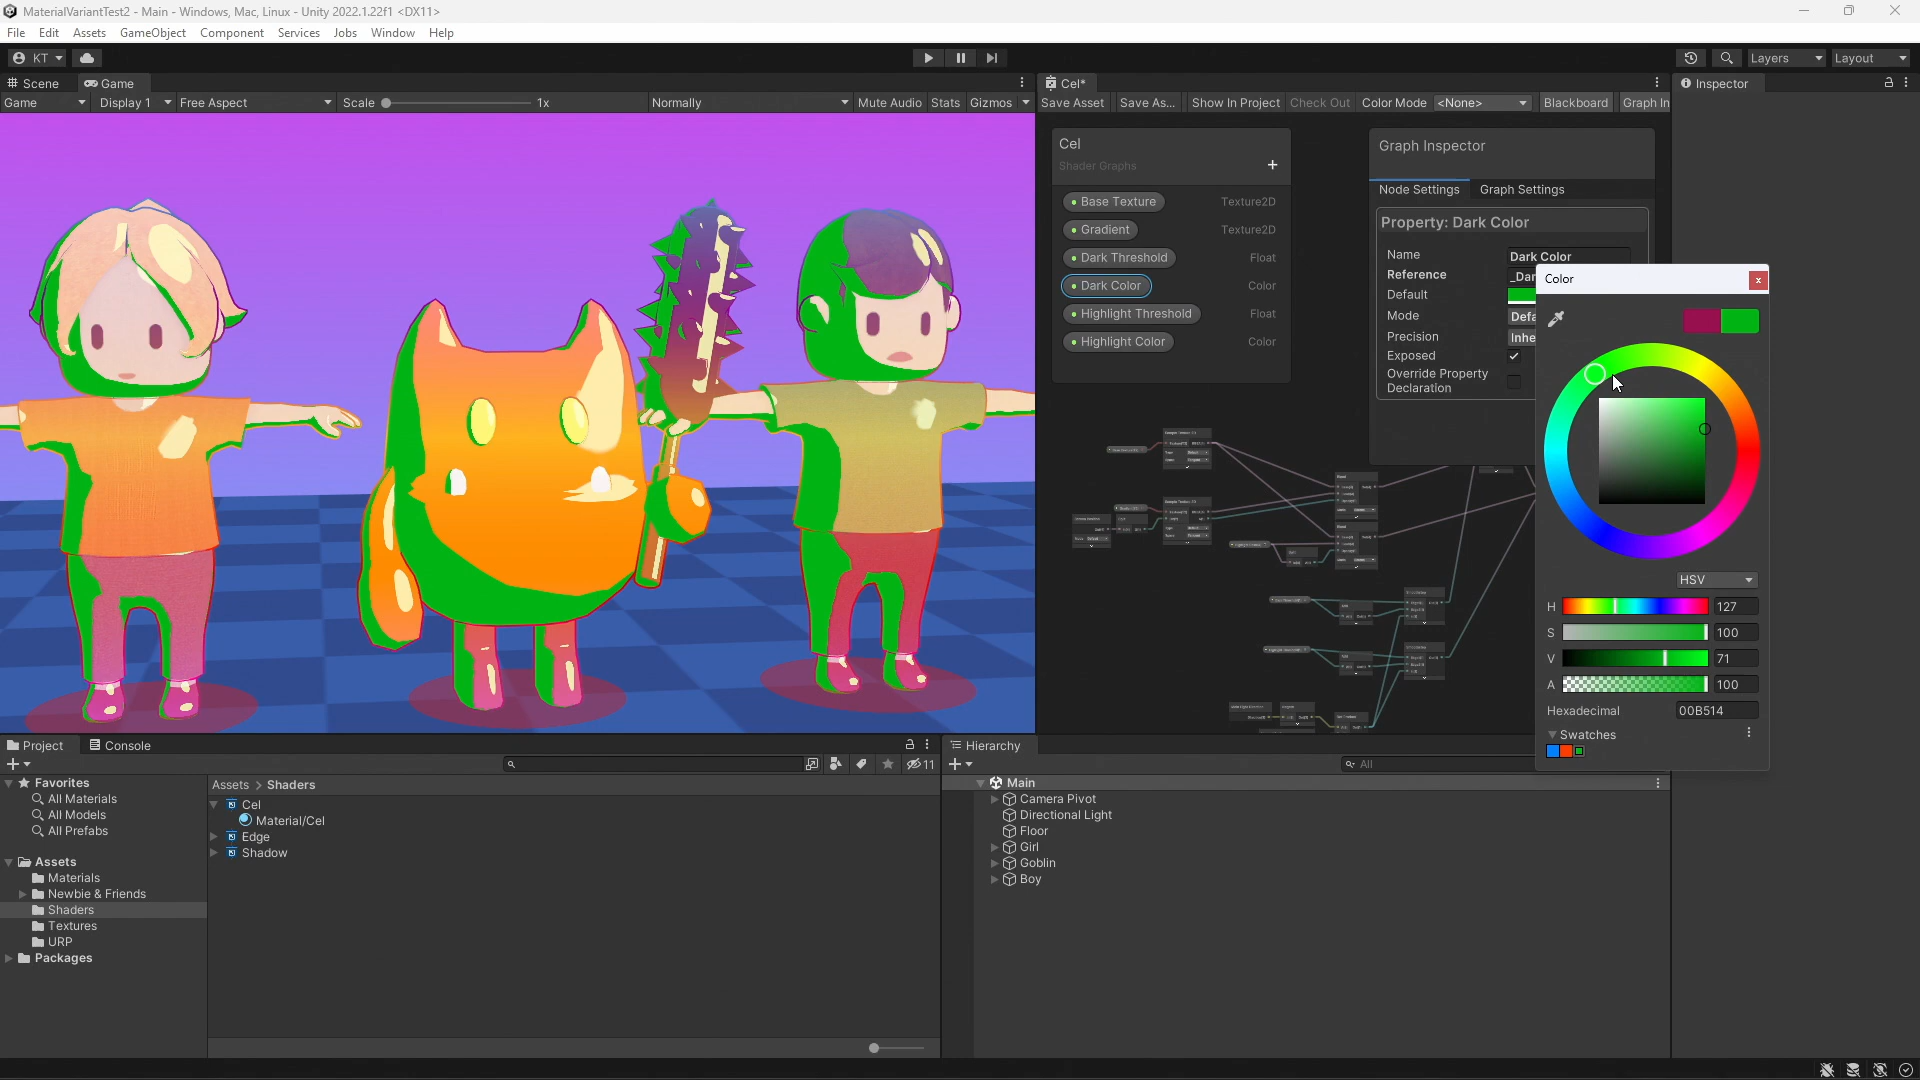 MaterialVariantTest2 - Main - Windows, Mac, Linux - Unity 2022.1.22f1 <DX11>
File Edit Assets GameObject Component Services Jobs Window Help
KT Layers Layout
Scene Game
Game Display 1 Free Aspect Scale 1x Normally Mute Audio Stats Gizmos
Cel*
Save Asset Save As... Show In Project Check Out Color Mode <None> Blackboard Graph In
Inspector
Cel
Shader Graphs
+
Base Texture Texture2D
Gradient Texture2D
Dark Threshold Float
Dark Color Color
Highlight Threshold Float
Highlight Color Color
Graph Inspector
Node Settings Graph Settings
Property: Dark Color
Name Dark Color
Reference _Dar
Default
Mode Defa
Precision Inhe
Exposed
Override Property
Declaration
Color
x
HSV
H 127
S 100
V 71
A 100
Hexadecimal 00B514
Swatches
Project Console
11
Favorites
All Materials
All Models
All Prefabs
Assets
Materials
Newbie & Friends
Shaders
Textures
URP
Packages
Assets > Shaders
Cel
Material/Cel
Edge
Shadow
Hierarchy
All
Main
Camera Pivot
Directional Light
Floor
Girl
Goblin
Boy